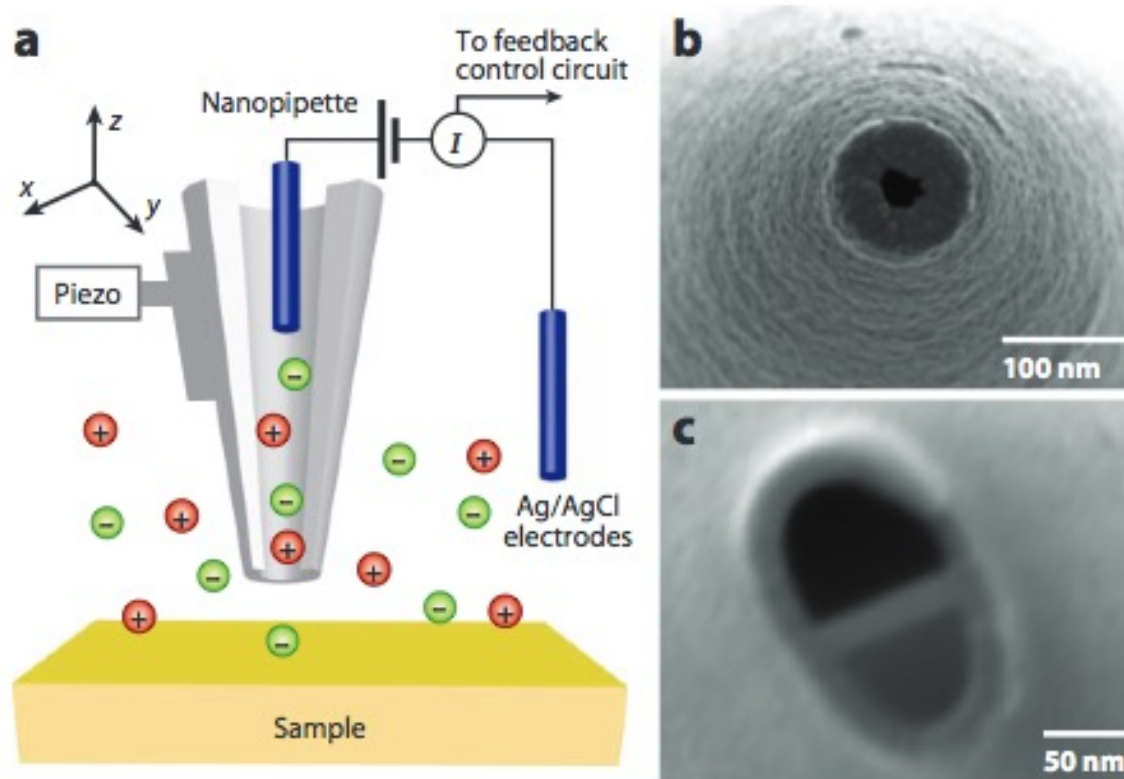 a
To feedback
control circuit
Nanopipette
I
z
x
y
Piezo
−
+
+
−
+
−
−
+
−
Ag/AgCl
electrodes
+
−
+
+
−
+
−
Sample
b
100 nm
c
50 nm